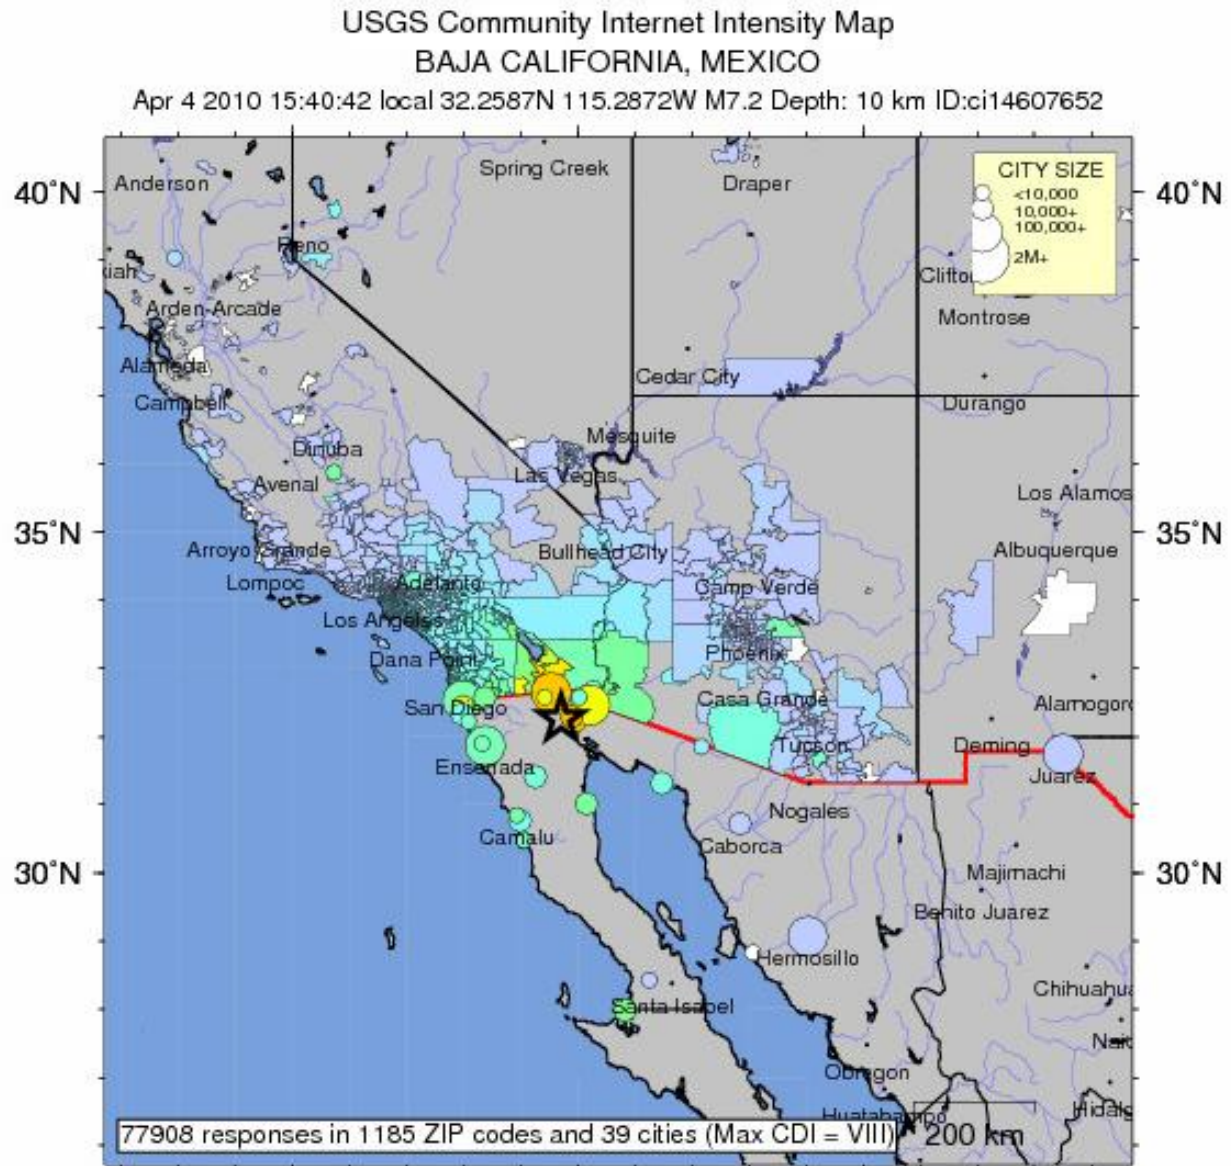 USGS Community Internet Intensity Map
BAJA CALIFORNIA, MEXICO
Apr 4 2010 15:40:42 local 32.2587N 115.2872W M7.2 Depth: 10 km ID:ci14607652
CITY SIZE
<10,000
10,000+
100,000+
2M+
40°N
40°N
Anderson
Spring Creek
Draper
Reno
kiah
Clifto
Arden-Arcade
Montrose
Alameda
Cedar City
Campbell
Durango
Mesquite
Dinuba
Las Vegas
Avenal
Los Alamos
35°N
35°N
Arroyo Grande
Bullhead City
Albuquerque
Lompoc
Adelanto
Camp Verde
Los Angeles
Dana Point
Phoenix
San Diego
Casa Grande
Alamogord
Ensenada
Tucson
Deming
Juarez
Nogales
Camalu
Caborca
30°N
30°N
Majimachi
Benito Juarez
Hermosillo
Santa Isabel
Chihuahua
Obregon
Huatabampo
Hidalg
77908 responses in 1185 ZIP codes and 39 cities (Max CDI = VIII)
200 km